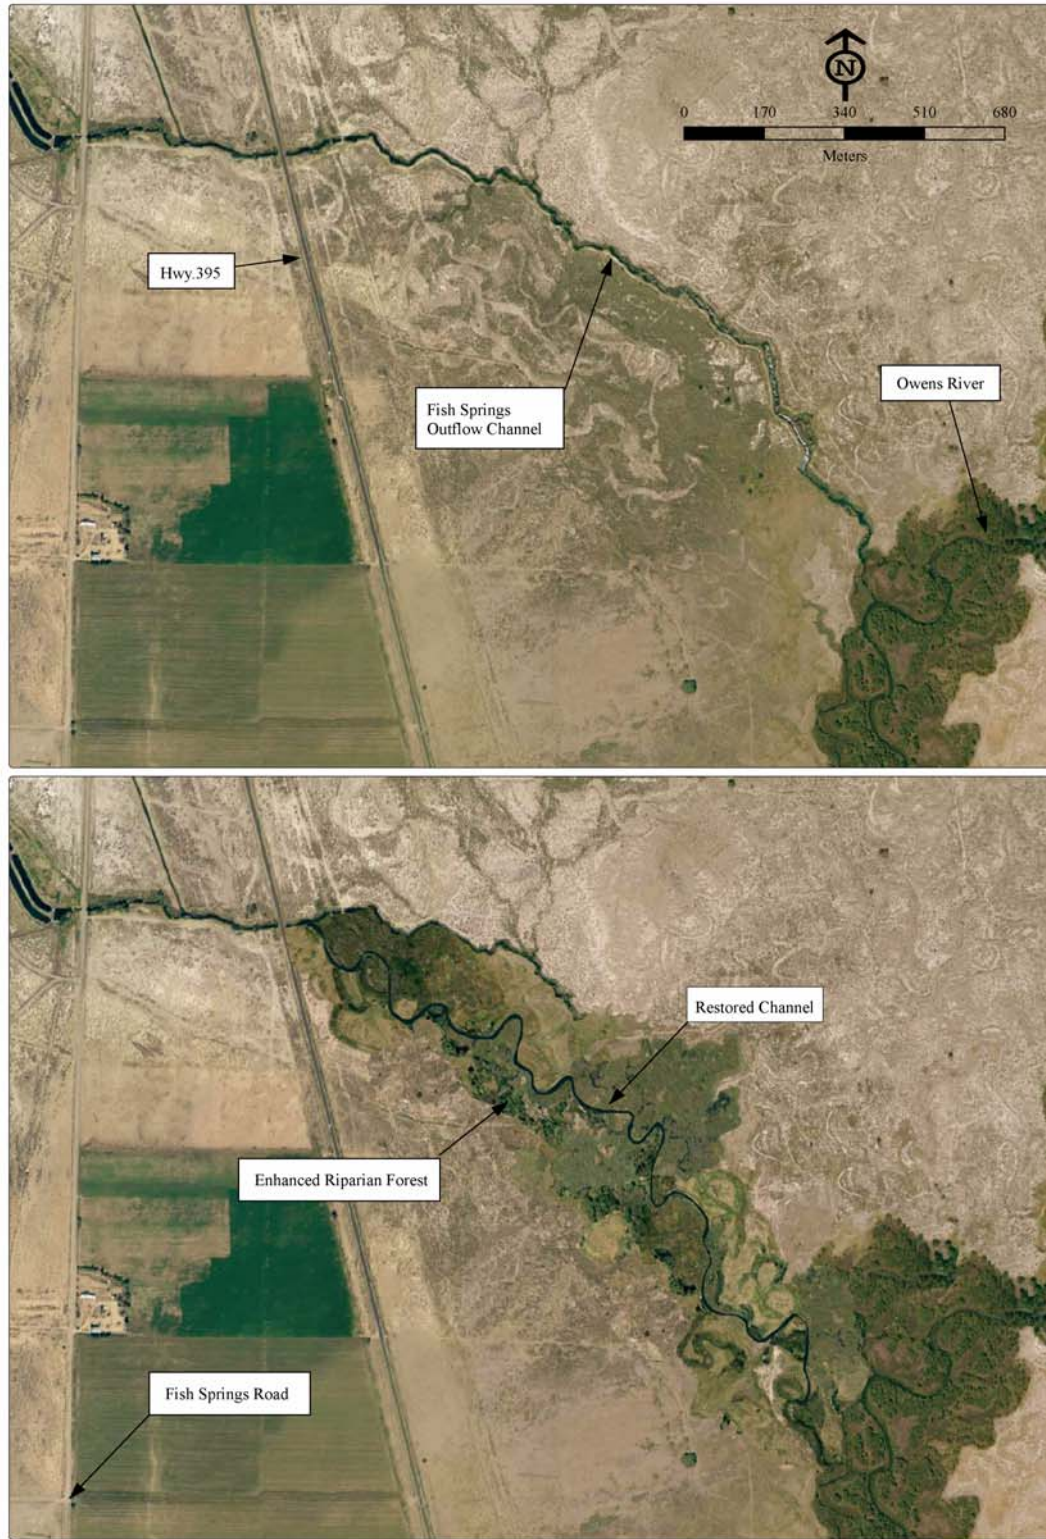 N
0 170 340 510 680
Meters
Hwy.395
Owens River
Fish Springs
Outflow Channel
Restored Channel
Enhanced Riparian Forest
Fish Springs Road